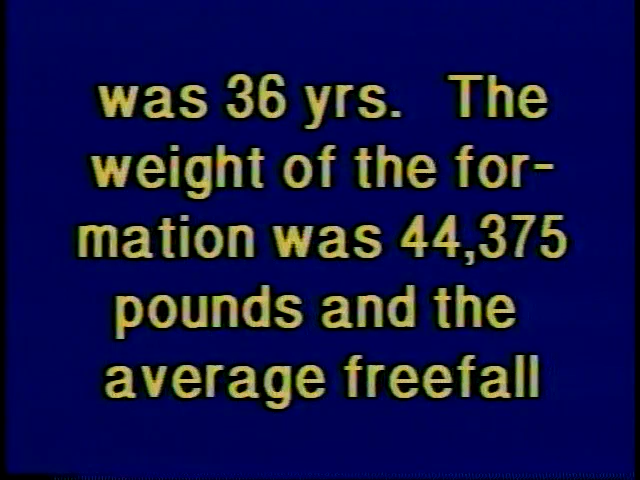 was 36 yrs. The
weight of the for-
mation was 44,375
pounds and the
average freefall